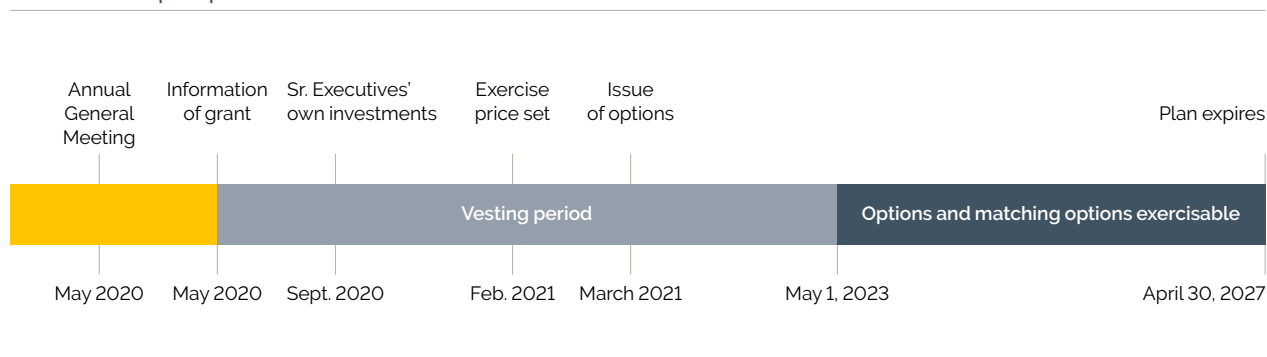 Annual
General
Meeting
Information
of grant
Sr. Executives’
own investments
Exercise
price set
Issue
of options
Plan expires
Vesting period
Options and matching options exercisable
May 2020
May 2020
Sept. 2020
Feb. 2021
March 2021
May 1, 2023
April 30, 2027